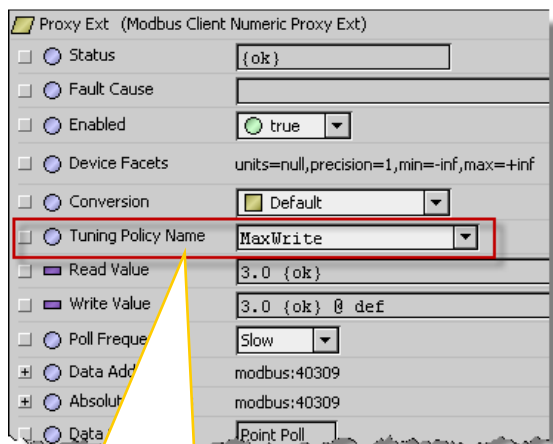 Proxy Ext (Modbus Client Numeric Proxy Ext)
Status {ok}
Fault Cause
Enabled true
Device Facets units=null,precision=1,min=-inf,max=+inf
Conversion Default
Tuning Policy Name MaxWrite
Read Value 3.0 {ok}
Write Value 3.0 {ok} @ def
Poll Freque Slow
Data Add modbus:40309
Absolut modbus:40309
Data Point Poll